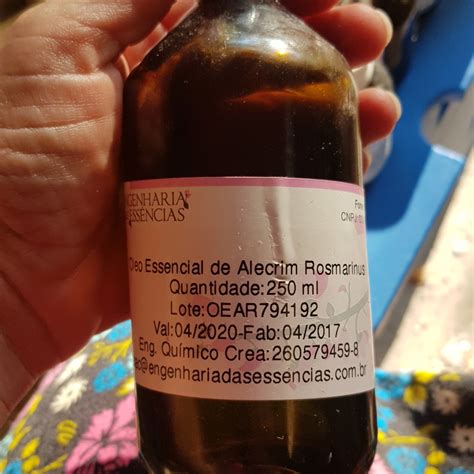 ENGENHARIA
ESSÊNCIAS
CNPJ
Óleo Essencial de Alecrim Rosmarinus
Quantidade:250 ml
Lote:OEAR794192
Val:04/2020-Fab:04/2017
Eng. Químico Crea:260579459-8
@engenhariadasessencias.com.br